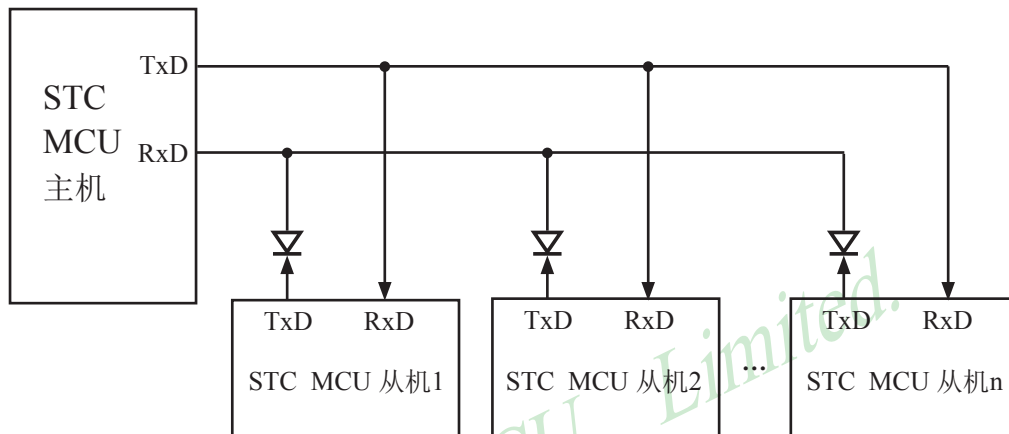 TxD
STC
MCU
RxD
主机
TxD RxD
STC MCU 从机1
TxD RxD
STC MCU 从机2
...
TxD RxD
STC MCU 从机n
MCU Limited.